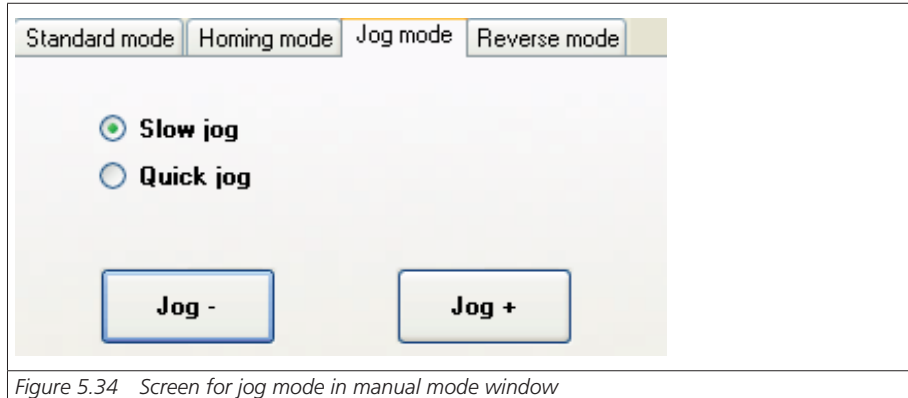 Standard mode Homing mode Jog mode Reverse mode
Slow jog
Quick jog
Jog - Jog +
Figure 5.34 Screen for jog mode in manual mode window